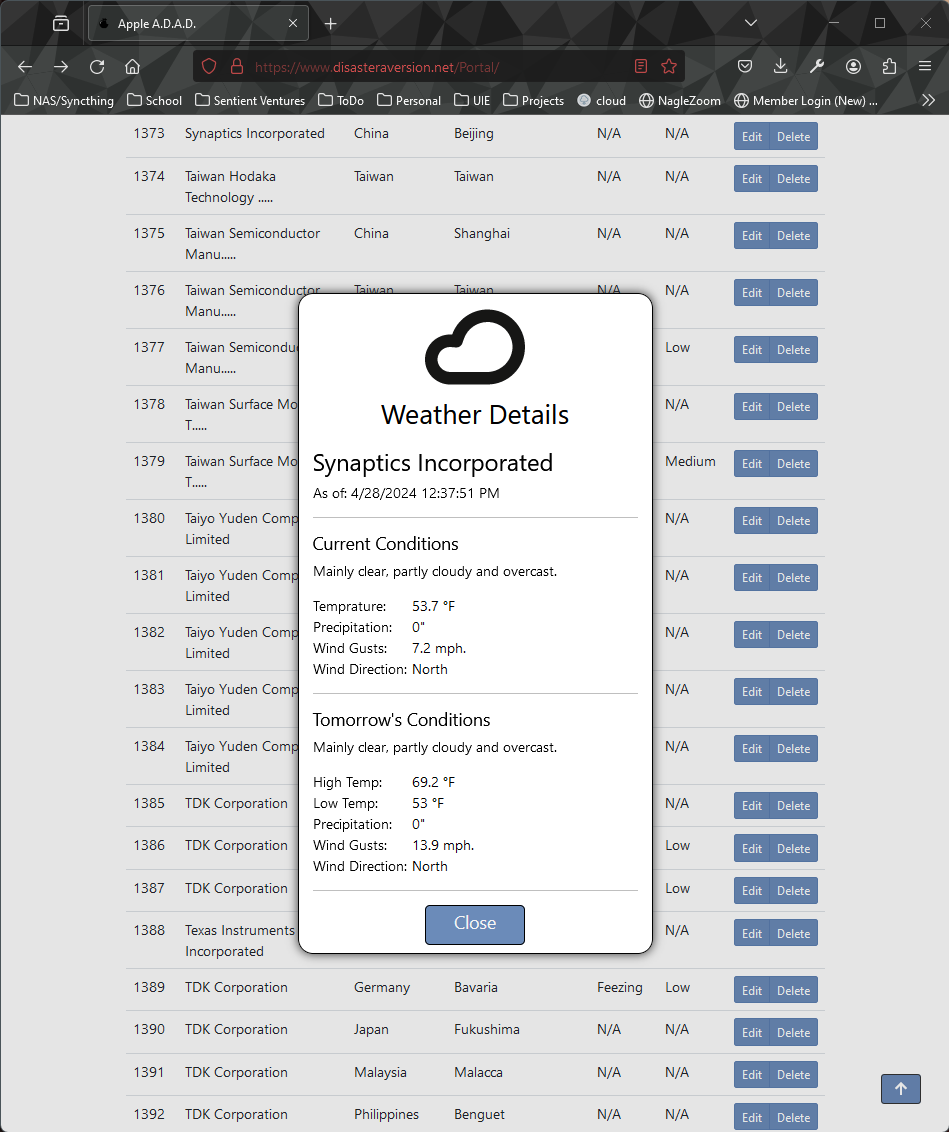 Apple A.D.A.D.
https://www.disasteraversion.net/Portal/
NAS/Syncthing School Sentient Ventures ToDo Personal UIE Projects cloud NagleZoom Member Login (New) ...
1373 Synaptics Incorporated China Beijing N/A N/A Edit Delete
1374 Taiwan Hodaka Taiwan Taiwan N/A N/A Edit Delete
Technology .....
1375 Taiwan Semiconductor China Shanghai N/A N/A Edit Delete
Manu.....
1376 Taiwan Semiconductor Taiwan Taiwan N/A N/A Edit Delete
Manu.....
1377 Taiwan Semicondu Low Edit Delete
Manu.....
1378 Taiwan Surface Mo N/A Edit Delete
T.....
1379 Taiwan Surface Mo Medium Edit Delete
T.....
1380 Taiyo Yuden Comp N/A Edit Delete
Limited
1381 Taiyo Yuden Comp N/A Edit Delete
Limited
1382 Taiyo Yuden Comp N/A Edit Delete
Limited
1383 Taiyo Yuden Comp N/A Edit Delete
Limited
1384 Taiyo Yuden Comp N/A Edit Delete
Limited
1385 TDK Corporation N/A Edit Delete
1386 TDK Corporation Low Edit Delete
1387 TDK Corporation Low Edit Delete
1388 Texas Instruments N/A Edit Delete
Incorporated
1389 TDK Corporation Germany Bavaria Feezing Low Edit Delete
1390 TDK Corporation Japan Fukushima N/A N/A Edit Delete
1391 TDK Corporation Malaysia Malacca N/A N/A Edit Delete
1392 TDK Corporation Philippines Benguet N/A N/A Edit Delete
Weather Details
Synaptics Incorporated
As of: 4/28/2024 12:37:51 PM
Current Conditions
Mainly clear, partly cloudy and overcast.
Temprature: 53.7 °F
Precipitation: 0"
Wind Gusts: 7.2 mph.
Wind Direction: North
Tomorrow's Conditions
Mainly clear, partly cloudy and overcast.
High Temp: 69.2 °F
Low Temp: 53 °F
Precipitation: 0"
Wind Gusts: 13.9 mph.
Wind Direction: North
Close